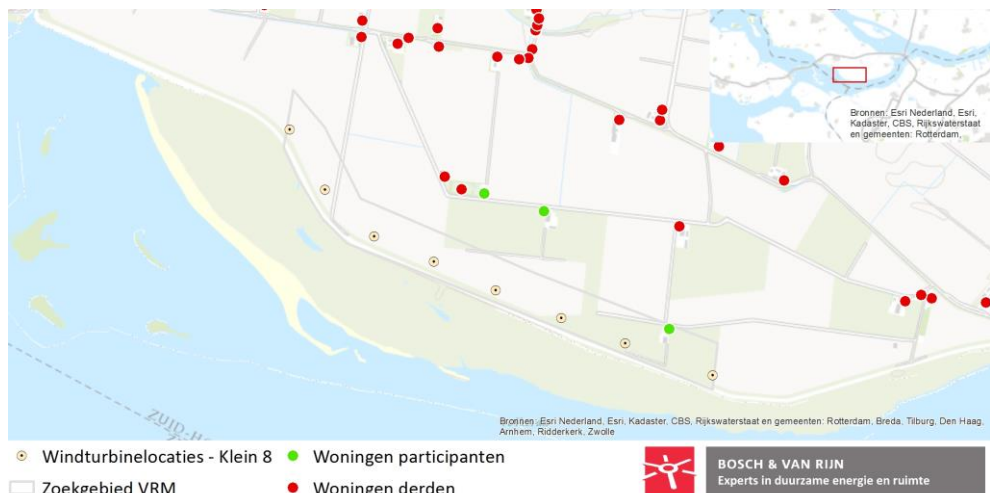 Bronnen: Esri Nederland, Esri,
Kadaster, CBS, Rijkswaterstaat
en gemeenten: Rotterdam,
ZUID-HO
Bronnen: Esri Nederland, Esri, Kadaster, CBS, Rijkswaterstaat en gemeenten: Rotterdam, Breda, Tilburg, Den Haag,
Arnhem, Ridderkerk, Zwolle
Windturbinelocaties - Klein 8
Woningen participanten
Zoekgebied VRM
Woningen derden
BOSCH & VAN RIJN
Experts in duurzame energie en ruimte